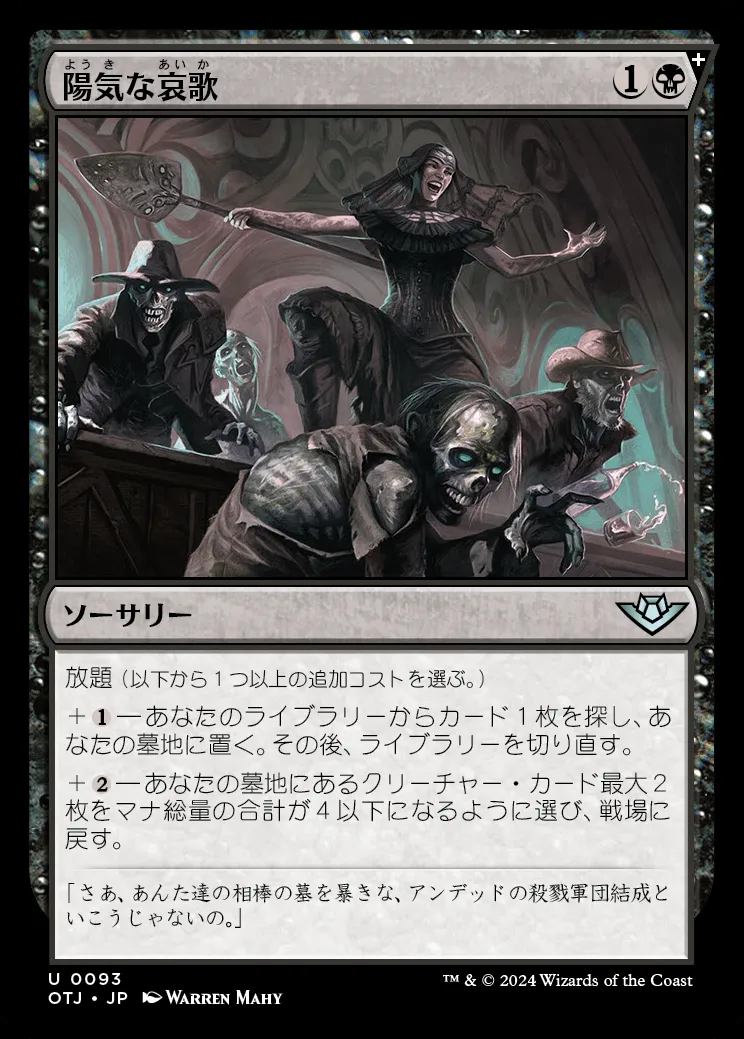 ようき あいか
陽気な哀歌 1
ソーサリー
放題（以下から１つ以上の追加コストを選ぶ。）
＋1―あなたのライブラリーからカード１枚を探し、あ
なたの墓地に置く。その後、ライブラリーを切り直す。
＋2―あなたの墓地にあるクリーチャー・カード最大２
枚をマナ総量の合計が４以下になるように選び、戦場に
戻す。
「さあ、あんた達の相棒の墓を暴きな、アンデッドの殺戮軍団結成と
いこうじゃないの。」
U 0093
OTJ • JP WARREN MAHY
™ & © 2024 Wizards of the Coast